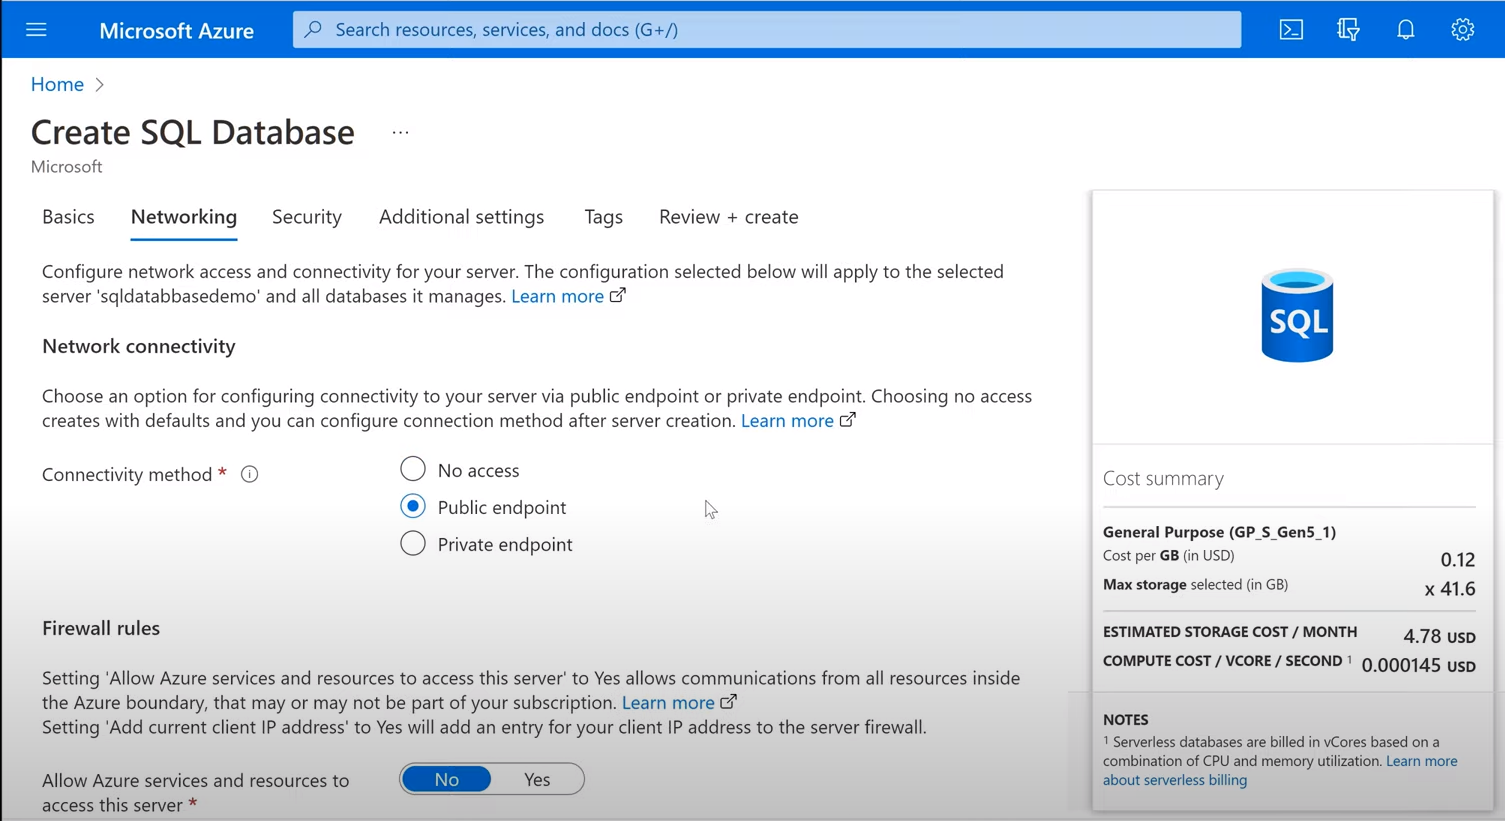 Microsoft Azure
Search resources, services, and docs (G+/)
Home
Create SQL Database
...
Microsoft
Basics
Networking
Security
Additional settings
Tags
Review + create
Configure network access and connectivity for your server. The configuration selected below will apply to the selected
server 'sqldatabbasedemo' and all databases it manages. Learn more
Network connectivity
Choose an option for configuring connectivity to your server via public endpoint or private endpoint. Choosing no access
creates with defaults and you can configure connection method after server creation. Learn more
Connectivity method *
No access
Public endpoint
Private endpoint
Firewall rules
Setting 'Allow Azure services and resources to access this server' to Yes allows communications from all resources inside
the Azure boundary, that may or may not be part of your subscription. Learn more
Setting 'Add current client IP address' to Yes will add an entry for your client IP address to the server firewall.
Allow Azure services and resources to
access this server *
No
Yes
SQL
Cost summary
General Purpose (GP_S_Gen5_1)
Cost per GB (in USD) 0.12
Max storage selected (in GB) x 41.6
ESTIMATED STORAGE COST / MONTH 4.78 USD
COMPUTE COST / VCORE / SECOND ¹ 0.000145 USD
NOTES
¹ Serverless databases are billed in vCores based on a
combination of CPU and memory utilization. Learn more
about serverless billing